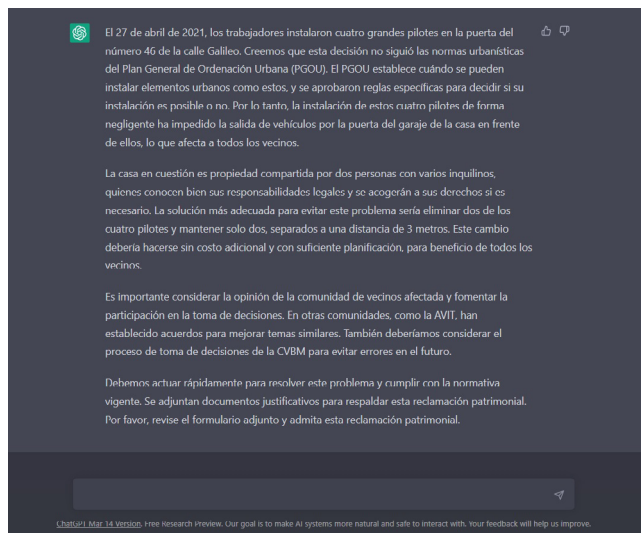 El 27 de abril de 2021, los trabajadores instalaron cuatro grandes pilotes en la puerta del
número 46 de la calle Galileo. Creemos que esta decisión no siguió las normas urbanísticas
del Plan General de Ordenación Urbana (PGOU). El PGOU establece cuándo se pueden
instalar elementos urbanos como estos, y se aprobaron reglas específicas para decidir si su
instalación es posible o no. Por lo tanto, la instalación de estos cuatro pilotes de forma
negligente ha impedido la salida de vehículos por la puerta del garaje de la casa en frente
de ellos, lo que afecta a todos los vecinos.
La casa en cuestión es propiedad compartida por dos personas con varios inquilinos,
quienes conocen bien sus responsabilidades legales y se acogerán a sus derechos si es
necesario. La solución más adecuada para evitar este problema sería eliminar dos de los
cuatro pilotes y mantener solo dos, separados a una distancia de 3 metros. Este cambio
debería hacerse sin costo adicional y con suficiente planificación, para beneficio de todos los
vecinos.
Es importante considerar la opinión de la comunidad de vecinos afectada y fomentar la
participación en la toma de decisiones. En otras comunidades, como la AVIT, han
establecido acuerdos para mejorar temas similares. También deberíamos considerar el
proceso de toma de decisiones de la CVBM para evitar errores en el futuro.
Debemos actuar rápidamente para resolver este problema y cumplir con la normativa
vigente. Se adjuntan documentos justificativos para respaldar esta reclamación patrimonial.
Por favor, revise el formulario adjunto y admita esta reclamación patrimonial.
ChatGPT Mar 14 Version. Free Research Preview. Our goal is to make AI systems more natural and safe to interact with. Your feedback will help us improve.